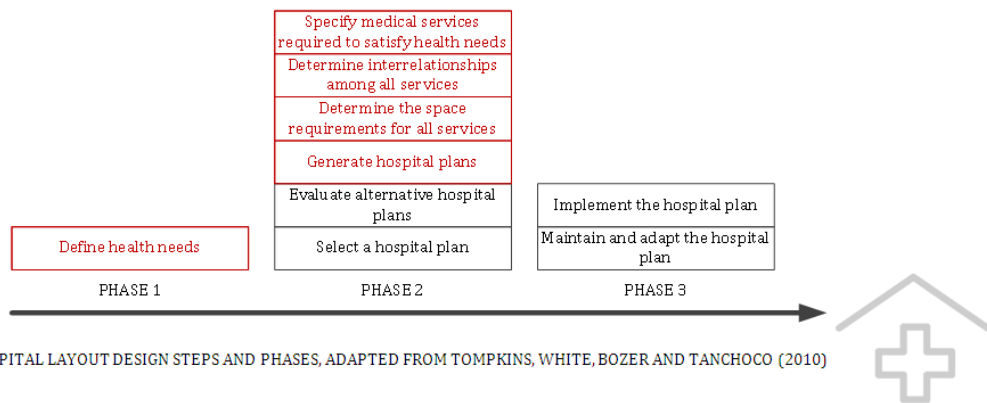 Specify medical services
required to satisfy health needs
Determine interrelationships
among all services
Determine the space
requirements for all services
Generate hospital plans
Evaluate alternative hospital
plans
Select a hospital plan
Implement the hospital plan
Maintain and adapt the hospital
plan
Define health needs
PHASE 1
PHASE 2
PHASE 3
PITAL LAYOUT DESIGN STEPS AND PHASES, ADAPTED FROM TOMPKINS, WHITE, BOZER AND TANCHOCO (2010)